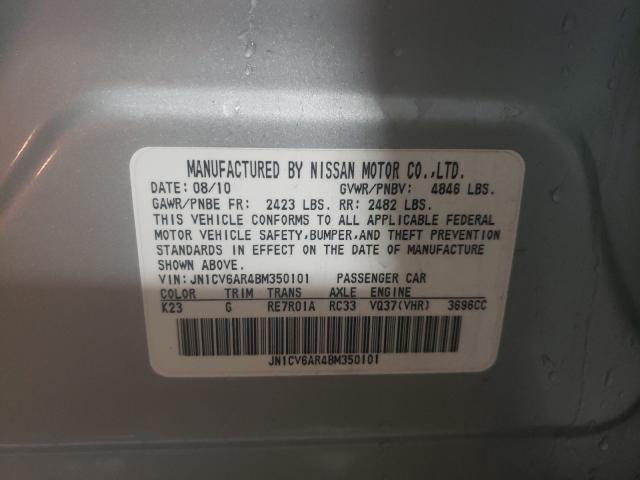 MANUFACTURED BY NISSAN MOTOR CO.,LTD.
DATE: 08/10 GVWR/PNBV: 4846 LBS.
GAWR/PNBE FR: 2423 LBS. RR: 2482 LBS.
THIS VEHICLE CONFORMS TO ALL APPLICABLE FEDERAL
MOTOR VEHICLE SAFETY,BUMPER,AND THEFT PREVENTION
STANDARDS IN EFFECT ON THE DATE OF MANUFACTURE
SHOWN ABOVE.
VIN: JN1CV6AR4BM350101 PASSENGER CAR
COLOR TRIM TRANS AXLE ENGINE
K23 G RE7R01A RC33 VQ37(VHR) 3696CC
JN1CV6AR4BM350101